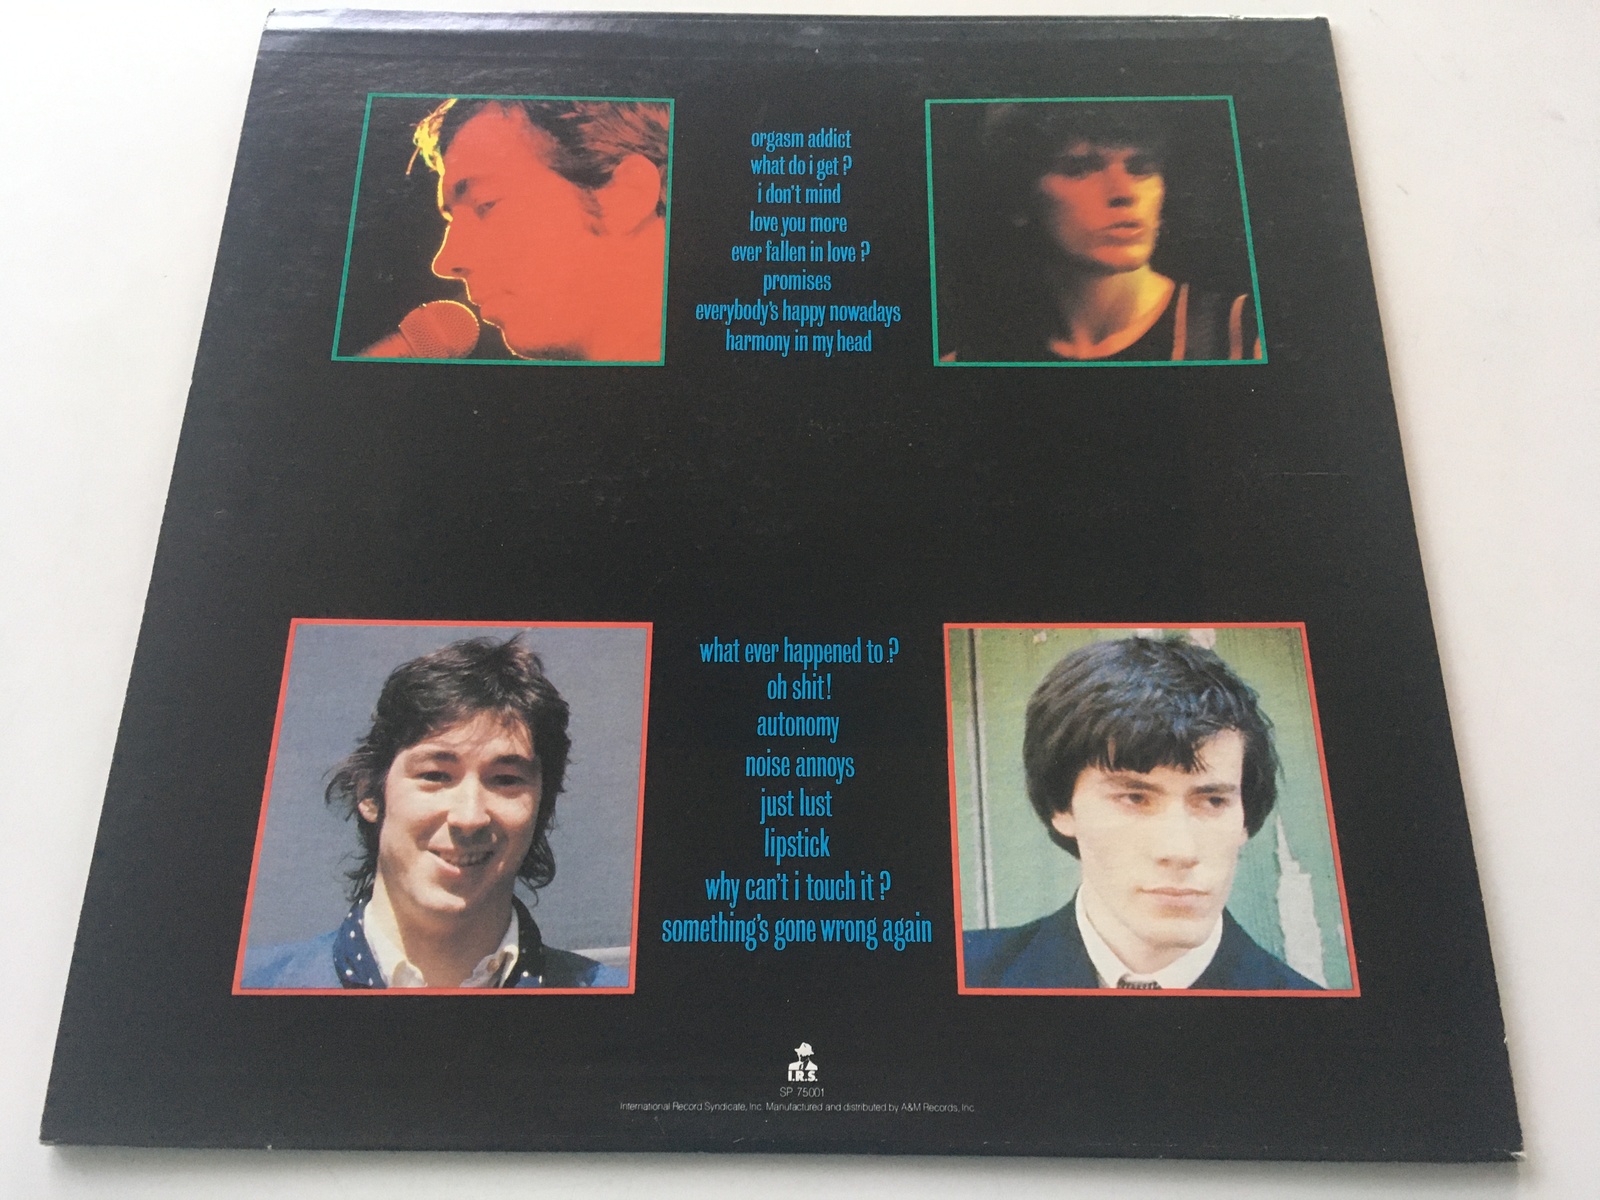 orgasm addict
what do i get ?
i don't mind
love you more
ever fallen in love ?
promises
everybody's happy nowadays
harmony in my head
what ever happened to ?
oh shit!
autonomy
noise annoys
just lust
lipstick
why can't i touch it ?
something's gone wrong again
I.R.S.
SP 75001
International Record Syndicate, Inc. Manufactured and distributed by A&M Records, Inc.